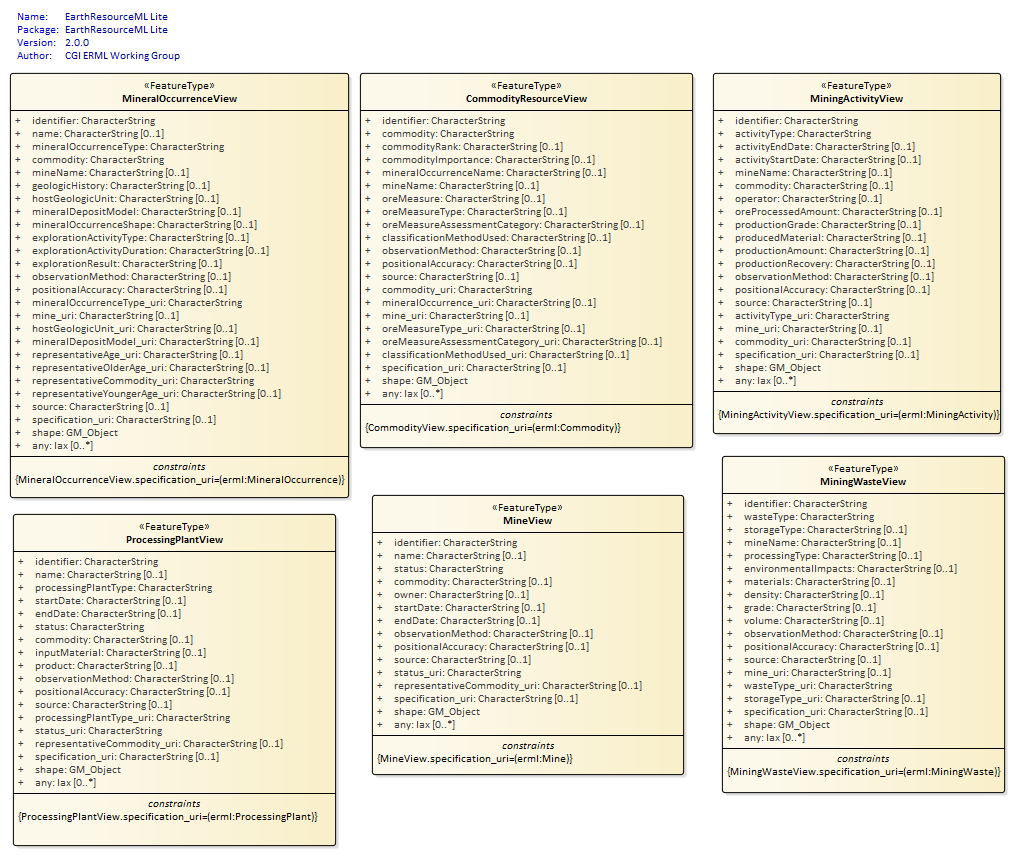 Name: EarthResourceML Lite
Package: EarthResourceML Lite
Version: 2.0.0
Author: CGI ERML Working Group
«FeatureType»
MineralOccurrenceView
+ identifier: CharacterString
+ name: CharacterString [0..1]
+ mineralOccurrenceType: CharacterString
+ commodity: CharacterString
+ mineName: CharacterString [0..1]
+ geologicHistory: CharacterString [0..1]
+ hostGeologicUnit: CharacterString [0..1]
+ mineralDepositModel: CharacterString [0..1]
+ mineralOccurrenceShape: CharacterString [0..1]
+ explorationActivityType: CharacterString [0..1]
+ explorationActivityDuration: CharacterString [0..1]
+ explorationResult: CharacterString [0..1]
+ observationMethod: CharacterString [0..1]
+ positionalAccuracy: CharacterString [0..1]
+ mineralOccurrenceType_uri: CharacterString
+ mine_uri: CharacterString [0..1]
+ hostGeologicUnit_uri: CharacterString [0..1]
+ mineralDepositModel_uri: CharacterString [0..1]
+ representativeAge_uri: CharacterString [0..1]
+ representativeOlderAge_uri: CharacterString [0..1]
+ representativeCommodity_uri: CharacterString
+ representativeYoungerAge_uri: CharacterString [0..1]
+ source: CharacterString [0..1]
+ specification_uri: CharacterString [0..1]
+ shape: GM_Object
+ any: lax [0..*]
constraints
{MineralOccurrenceView.specification_uri=(erml:MineralOccurrence)}
«FeatureType»
CommodityResourceView
+ identifier: CharacterString
+ commodity: CharacterString
+ commodityRank: CharacterString [0..1]
+ commodityImportance: CharacterString [0..1]
+ mineralOccurrenceName: CharacterString [0..1]
+ mineName: CharacterString [0..1]
+ oreMeasure: CharacterString [0..1]
+ oreMeasureType: CharacterString [0..1]
+ oreMeasureAssessmentCategory: CharacterString [0..1]
+ classificationMethodUsed: CharacterString [0..1]
+ observationMethod: CharacterString [0..1]
+ positionalAccuracy: CharacterString [0..1]
+ source: CharacterString [0..1]
+ commodity_uri: CharacterString
+ mineralOccurrence_uri: CharacterString [0..1]
+ mine_uri: CharacterString [0..1]
+ oreMeasureType_uri: CharacterString [0..1]
+ oreMeasureAssessmentCategory_uri: CharacterString [0..1]
+ classificationMethodUsed_uri: CharacterString [0..1]
+ specification_uri: CharacterString [0..1]
+ shape: GM_Object
+ any: lax [0..*]
constraints
{CommodityView.specification_uri=(erml:Commodity)}
«FeatureType»
MiningActivityView
+ identifier: CharacterString
+ activityType: CharacterString
+ activityEndDate: CharacterString [0..1]
+ activityStartDate: CharacterString [0..1]
+ mineName: CharacterString [0..1]
+ commodity: CharacterString [0..1]
+ operator: CharacterString [0..1]
+ oreProcessedAmount: CharacterString [0..1]
+ productionGrade: CharacterString [0..1]
+ producedMaterial: CharacterString [0..1]
+ productionAmount: CharacterString [0..1]
+ productionRecovery: CharacterString [0..1]
+ observationMethod: CharacterString [0..1]
+ positionalAccuracy: CharacterString [0..1]
+ source: CharacterString [0..1]
+ activityType_uri: CharacterString
+ mine_uri: CharacterString [0..1]
+ commodity_uri: CharacterString [0..1]
+ specification_uri: CharacterString [0..1]
+ shape: GM_Object
+ any: lax [0..*]
constraints
{MiningActivityView.specification_uri=(erml:MiningActivity)}
«FeatureType»
ProcessingPlantView
+ identifier: CharacterString
+ name: CharacterString [0..1]
+ processingPlantType: CharacterString
+ startDate: CharacterString [0..1]
+ endDate: CharacterString [0..1]
+ status: CharacterString
+ commodity: CharacterString [0..1]
+ inputMaterial: CharacterString [0..1]
+ product: CharacterString [0..1]
+ observationMethod: CharacterString [0..1]
+ positionalAccuracy: CharacterString [0..1]
+ source: CharacterString [0..1]
+ processingPlantType_uri: CharacterString
+ status_uri: CharacterString
+ representativeCommodity_uri: CharacterString [0..1]
+ specification_uri: CharacterString [0..1]
+ shape: GM_Object
+ any: lax [0..*]
constraints
{ProcessingPlantView.specification_uri=(erml:ProcessingPlant)}
«FeatureType»
MineView
+ identifier: CharacterString
+ name: CharacterString [0..1]
+ status: CharacterString
+ commodity: CharacterString [0..1]
+ owner: CharacterString [0..1]
+ startDate: CharacterString [0..1]
+ endDate: CharacterString [0..1]
+ observationMethod: CharacterString [0..1]
+ positionalAccuracy: CharacterString [0..1]
+ source: CharacterString [0..1]
+ status_uri: CharacterString
+ representativeCommodity_uri: CharacterString [0..1]
+ specification_uri: CharacterString [0..1]
+ shape: GM_Object
+ any: lax [0..*]
constraints
{MineView.specification_uri=(erml:Mine)}
«FeatureType»
MiningWasteView
+ identifier: CharacterString
+ wasteType: CharacterString
+ storageType: CharacterString [0..1]
+ mineName: CharacterString [0..1]
+ processingType: CharacterString [0..1]
+ environmentalImpacts: CharacterString [0..1]
+ materials: CharacterString [0..1]
+ density: CharacterString [0..1]
+ grade: CharacterString [0..1]
+ volume: CharacterString [0..1]
+ observationMethod: CharacterString [0..1]
+ positionalAccuracy: CharacterString [0..1]
+ source: CharacterString [0..1]
+ mine_uri: CharacterString [0..1]
+ wasteType_uri: CharacterString
+ storageType_uri: CharacterString [0..1]
+ specification_uri: CharacterString [0..1]
+ shape: GM_Object
+ any: lax [0..*]
constraints
{MiningWasteView.specification_uri=(erml:MiningWaste)}